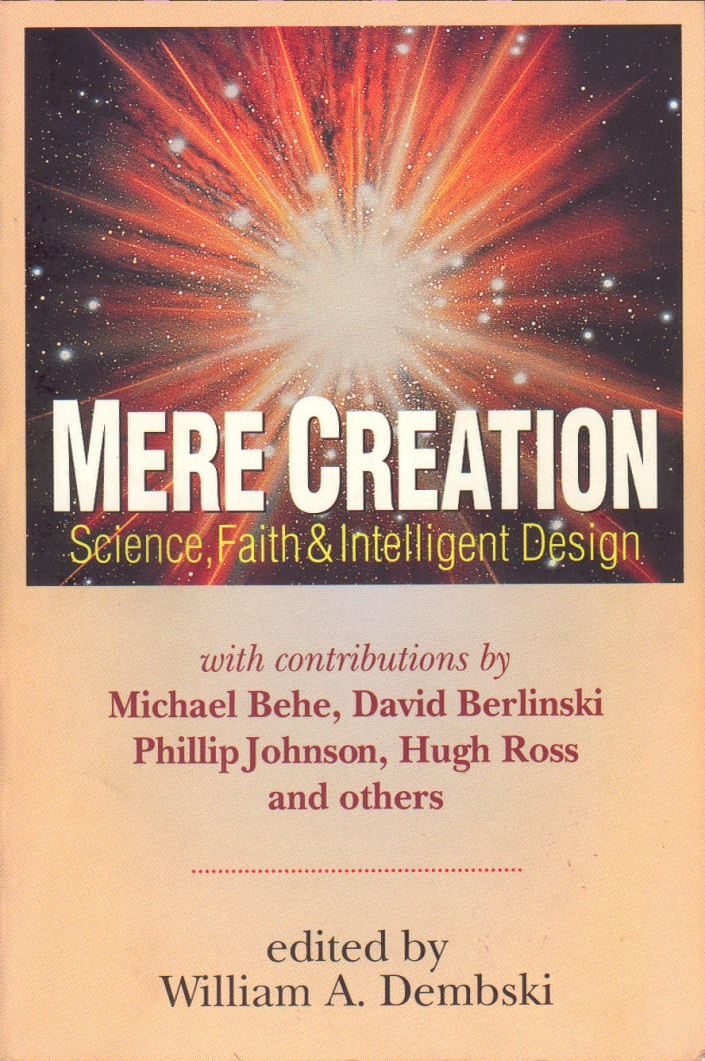 MERE CREATION
Science, Faith & Intelligent Design
with contributions by
Michael Behe, David Berlinski
Phillip Johnson, Hugh Ross
and others
edited by
William A. Dembski